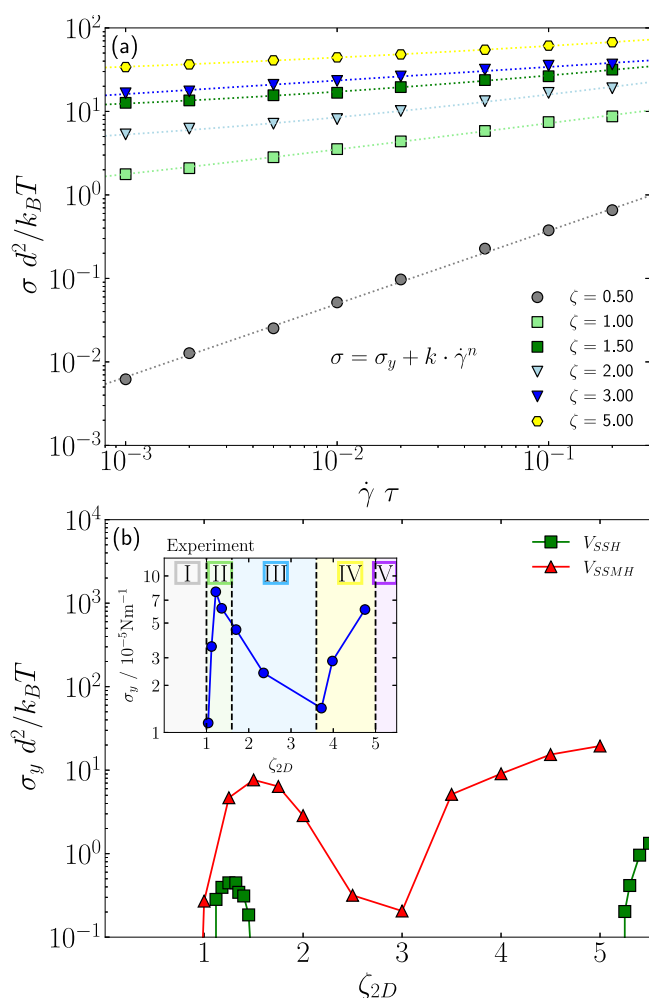 (a)
10²
10¹
10⁰
10⁻¹
10⁻²
10⁻³
σ d²/k_BT
ζ = 0.50
ζ = 1.00
ζ = 1.50
ζ = 2.00
ζ = 3.00
ζ = 5.00
σ = σ_y + k · γ̇ⁿ
10⁻³ 10⁻² 10⁻¹
γ̇ τ
(b)
10⁴
10³
10²
10¹
10⁰
10⁻¹
σ_y d²/k_BT
V_SSH
V_SSMH
Experiment
I II III IV V
10
7
5
3
2
1
σ_y / 10⁻⁵Nm⁻¹
1 2 3 4 5
ζ_2D
1 2 3 4 5
ζ_2D